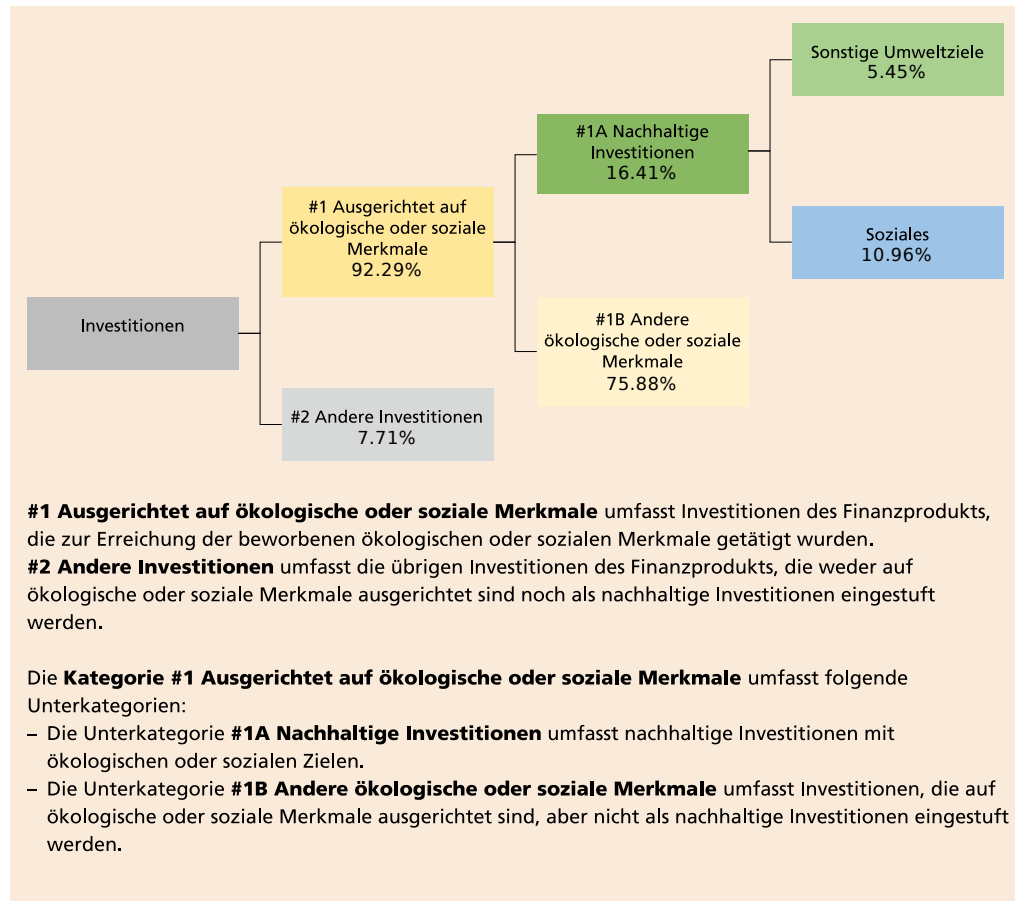 Sonstige Umweltziele
5.45%
#1A Nachhaltige
Investitionen
16.41%
#1 Ausgerichtet auf
ökologische oder soziale
Merkmale
92.29%
Soziales
10.96%
Investitionen
#1B Andere
ökologische oder soziale
Merkmale
75.88%
#2 Andere Investitionen
7.71%
#1 Ausgerichtet auf ökologische oder soziale Merkmale umfasst Investitionen des Finanzprodukts,
die zur Erreichung der beworbenen ökologischen oder sozialen Merkmale getätigt wurden.
#2 Andere Investitionen umfasst die übrigen Investitionen des Finanzprodukts, die weder auf
ökologische oder soziale Merkmale ausgerichtet sind noch als nachhaltige Investitionen eingestuft
werden.
Die Kategorie #1 Ausgerichtet auf ökologische oder soziale Merkmale umfasst folgende
Unterkategorien:
– Die Unterkategorie #1A Nachhaltige Investitionen umfasst nachhaltige Investitionen mit
ökologischen oder sozialen Zielen.
– Die Unterkategorie #1B Andere ökologische oder soziale Merkmale umfasst Investitionen, die auf
ökologische oder soziale Merkmale ausgerichtet sind, aber nicht als nachhaltige Investitionen eingestuft
werden.